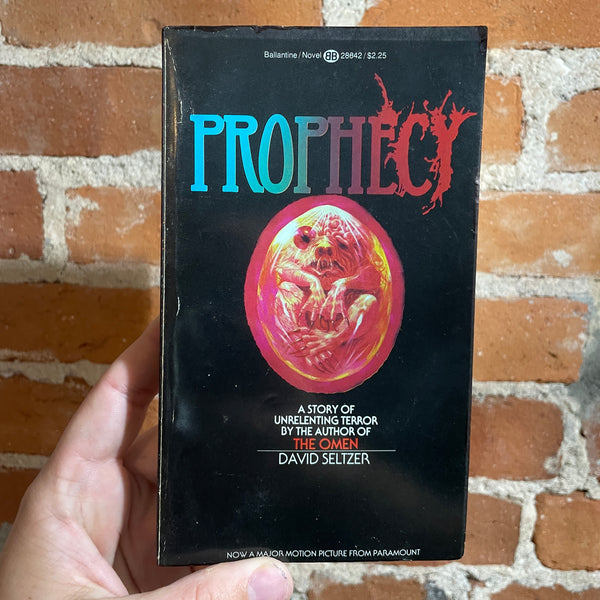 Ballantine/Novel BB 28842/$2.25
PROPHECY
A STORY OF
UNRELENTING TERROR
BY THE AUTHOR OF
THE OMEN
DAVID SELTZER
NOW A MAJOR MOTION PICTURE FROM PARAMOUNT